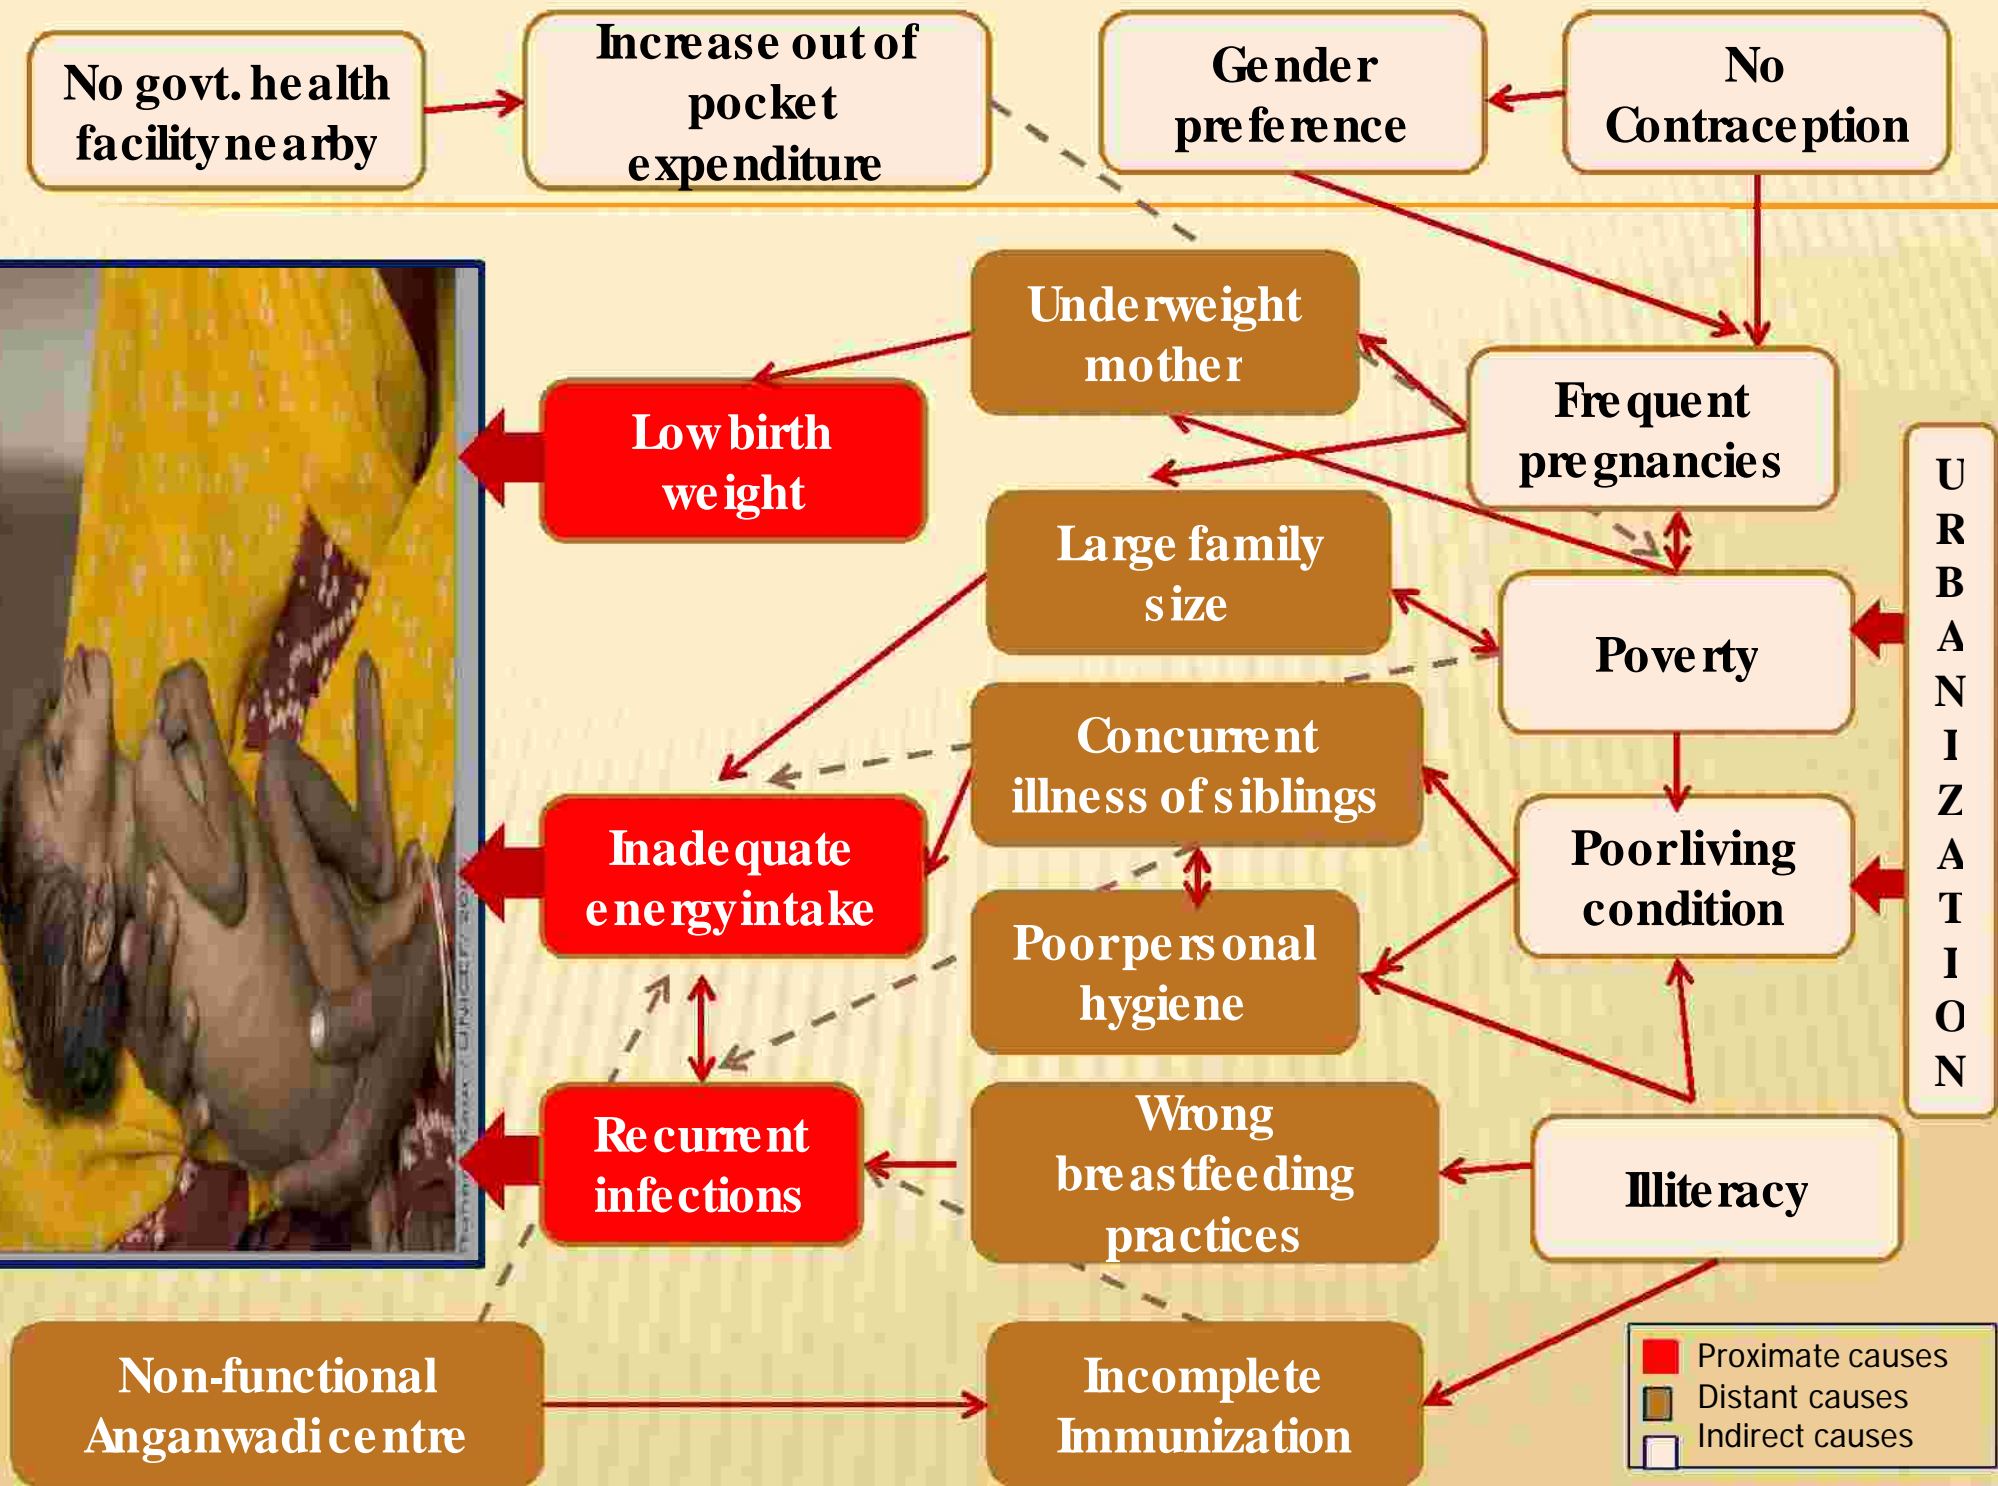 No govt. health
facility nearby
Increase out of
pocket
expenditure
Gender
preference
No
Contraception
Underweight
mother
Frequent
pregnancies
Low birth
weight
Large family
size
Poverty
Concurrent
illness of siblings
Inadequate
energy intake
Poor living
condition
Poor personal
hygiene
Recurrent
infections
Wrong
breastfeeding
practices
Illiteracy
Non-functional
Anganwadi centre
Incomplete
Immunization
U
R
B
A
N
I
Z
A
T
I
O
N
Proximate causes
Distant causes
Indirect causes